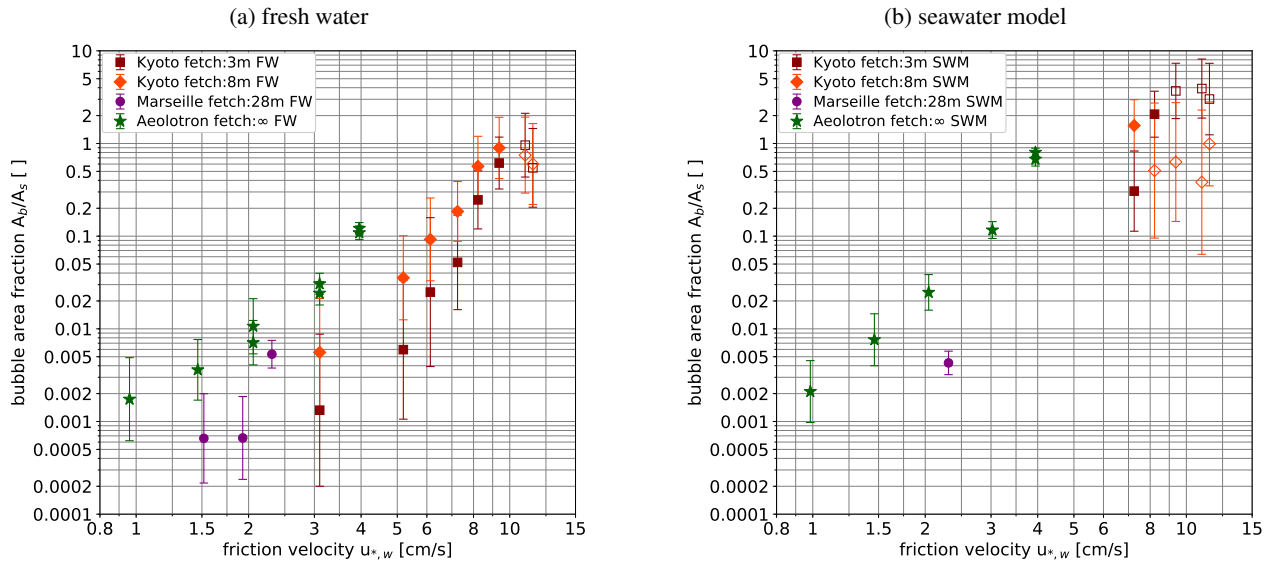 (a) fresh water
10
5
2
1
0.5
0.2
0.1
0.05
0.02
0.01
0.005
0.002
0.001
0.0005
0.0002
0.0001
bubble area fraction A_b/A_s [ ]
Kyoto fetch:3m FW
Kyoto fetch:8m FW
Marseille fetch:28m FW
Aeolotron fetch:∞ FW
0.8 1 1.5 2 3 4 5 6 8 10 15
friction velocity u_{*,w} [cm/s]
(b) seawater model
10
5
2
1
0.5
0.2
0.1
0.05
0.02
0.01
0.005
0.002
0.001
0.0005
0.0002
0.0001
bubble area fraction A_b/A_s [ ]
Kyoto fetch:3m SWM
Kyoto fetch:8m SWM
Marseille fetch:28m SWM
Aeolotron fetch:∞ SWM
0.8 1 1.5 2 3 4 5 6 8 10 15
friction velocity u_{*,w} [cm/s]